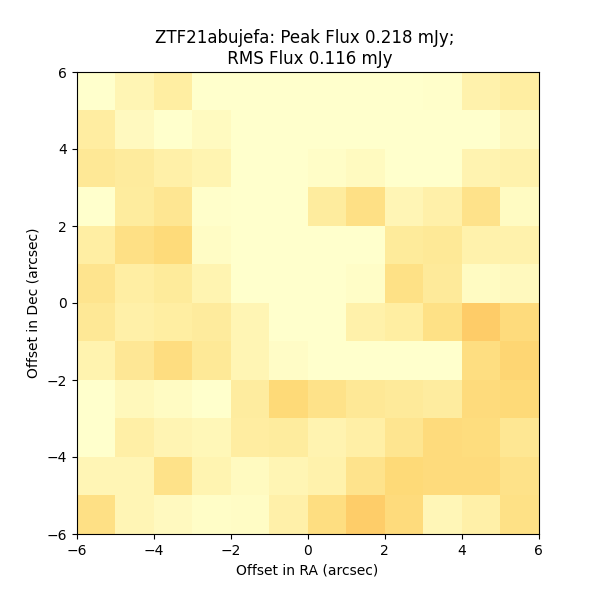 ZTF21abujefa: Peak Flux 0.218 mJy;
RMS Flux 0.116 mJy
6
4
2
0
−2
−4
−6
Offset in Dec (arcsec)
−6 −4 −2 0 2 4 6
Offset in RA (arcsec)